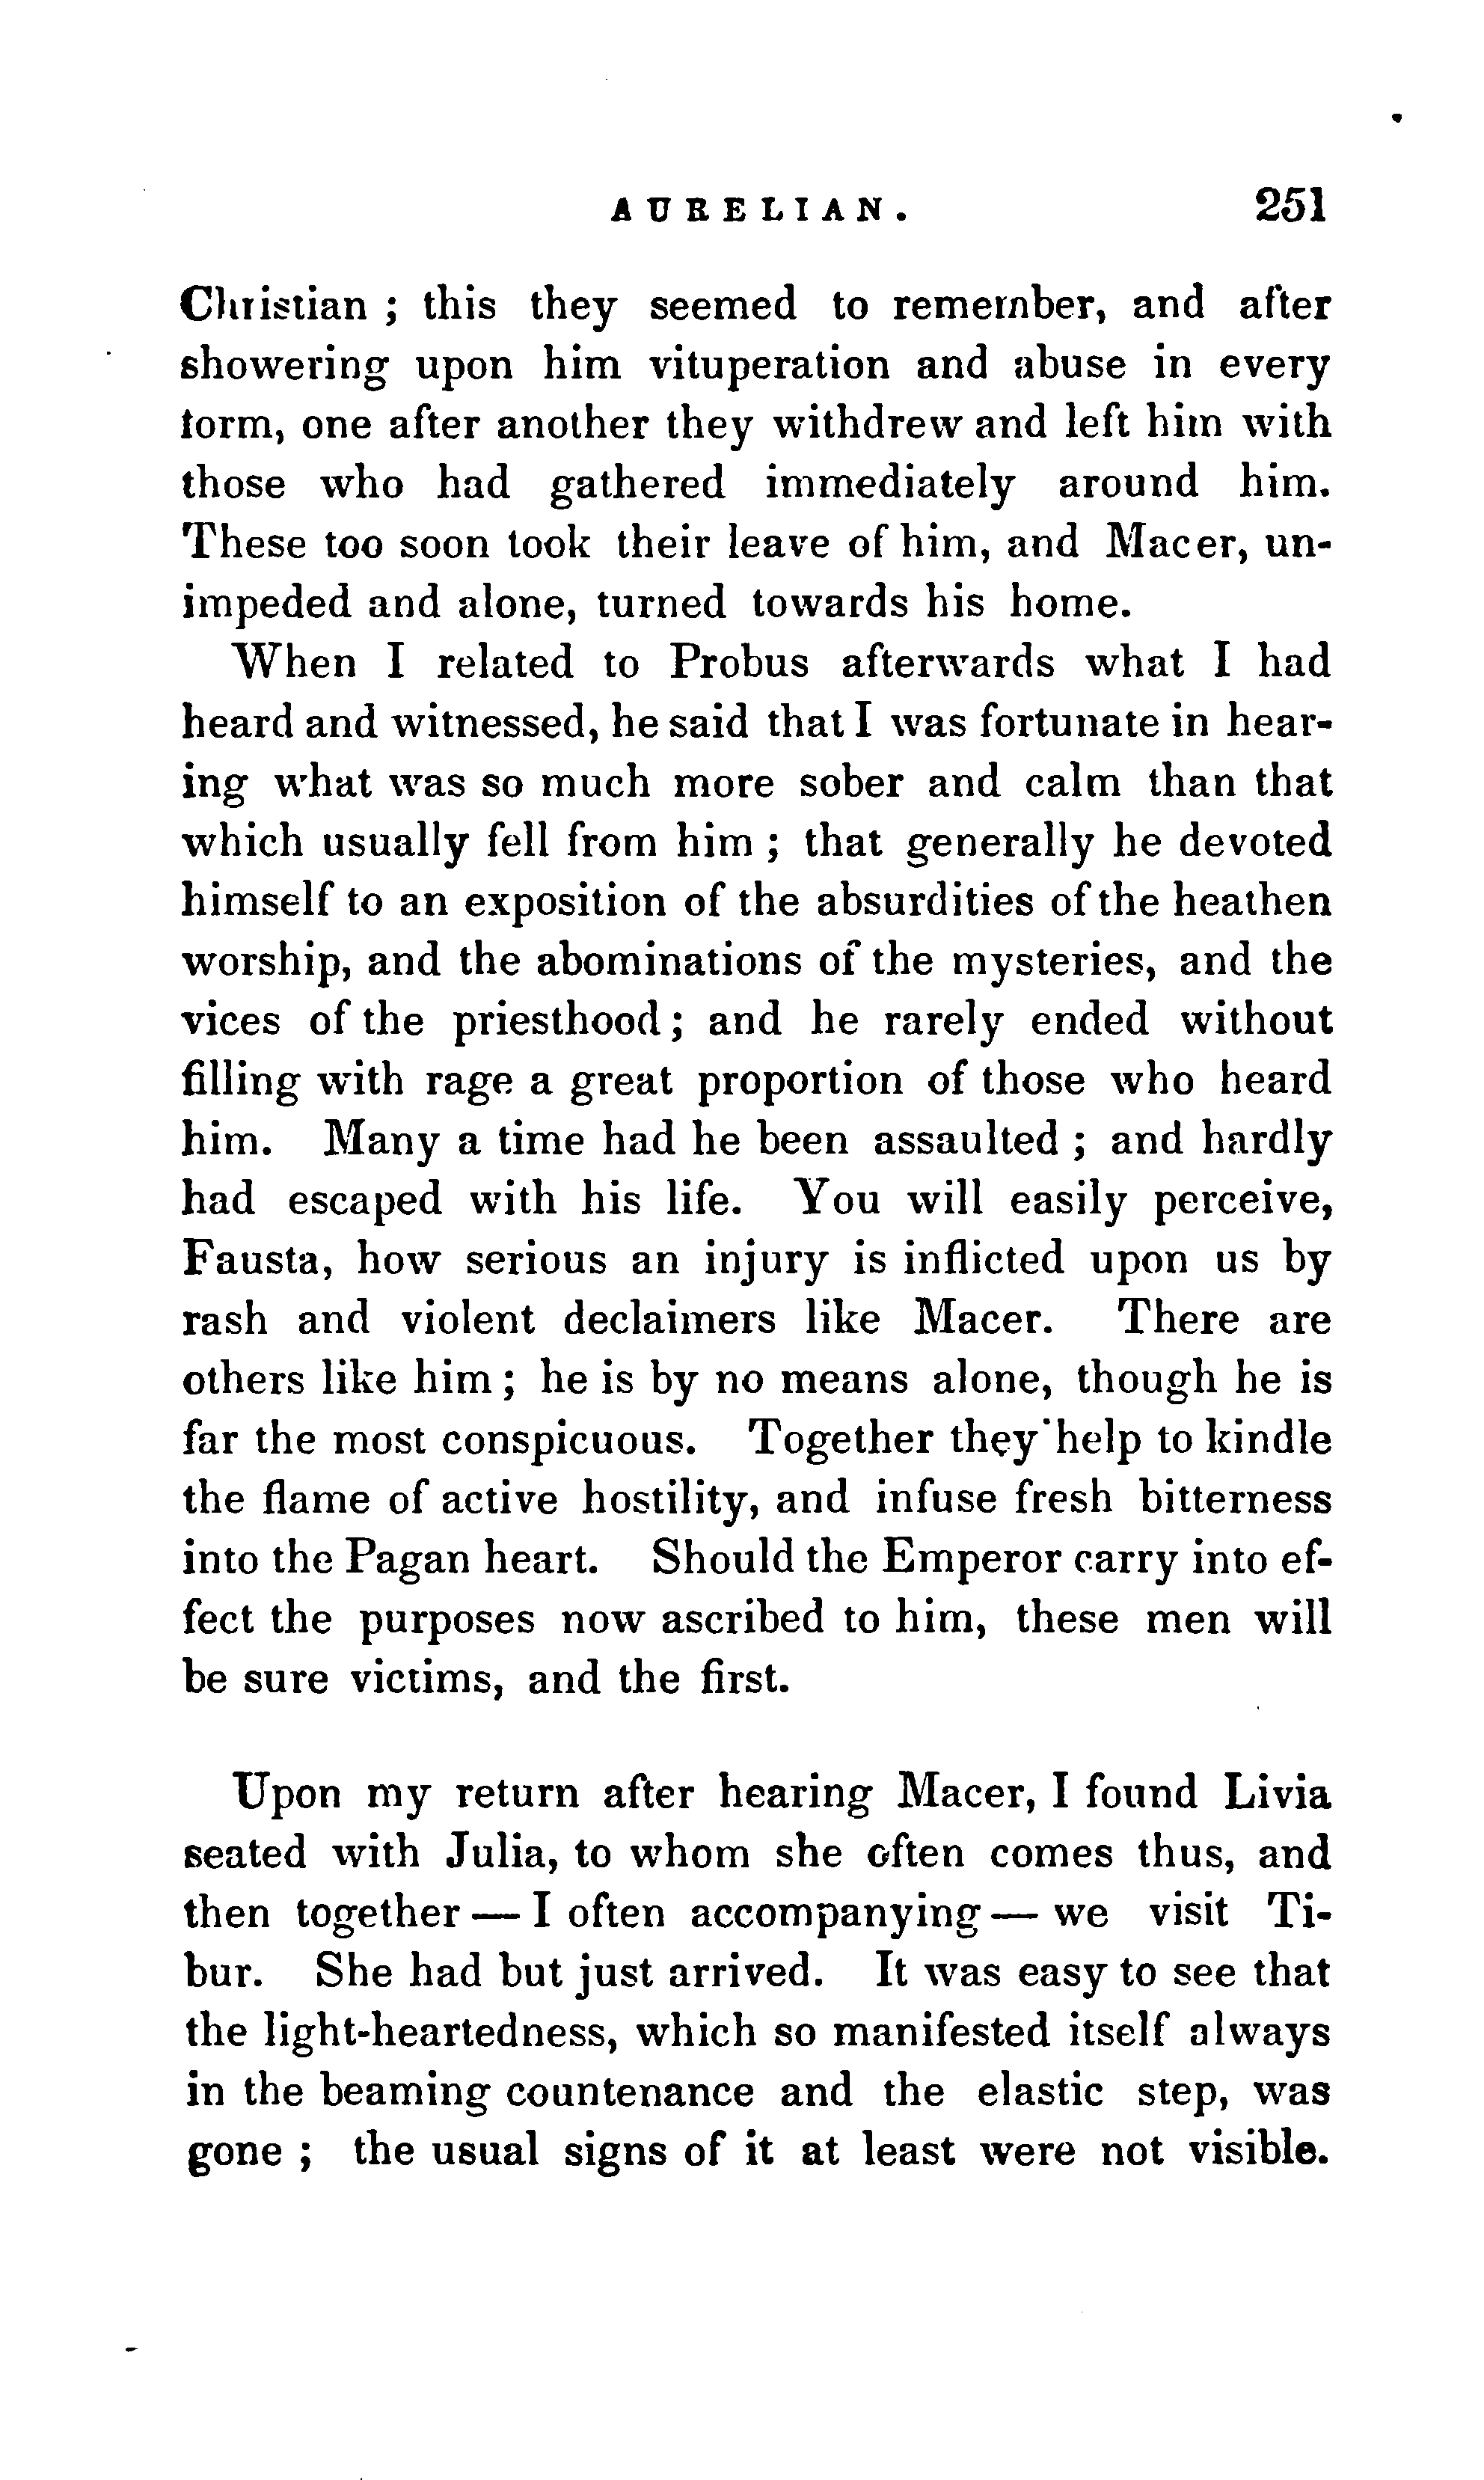 AURELIAN. 251
Christian ; this they seemed to remember, and after
showering upon him vituperation and abuse in every
form, one after another they withdrew and left him with
those who had gathered immediately around him.
These too soon took their leave of him, and Macer, un-
impeded and alone, turned towards his home.
When I related to Probus afterwards what I had
heard and witnessed, he said that I was fortunate in hear-
ing what was so much more sober and calm than that
which usually fell from him ; that generally he devoted
himself to an exposition of the absurdities of the heathen
worship, and the abominations of the mysteries, and the
vices of the priesthood ; and he rarely ended without
filling with rage a great proportion of those who heard
him. Many a time had he been assaulted ; and hardly
had escaped with his life. You will easily perceive,
Fausta, how serious an injury is inflicted upon us by
rash and violent declaimers like Macer. There are
others like him ; he is by no means alone, though he is
far the most conspicuous. Together they help to kindle
the flame of active hostility, and infuse fresh bitterness
into the Pagan heart. Should the Emperor carry into ef-
fect the purposes now ascribed to him, these men will
be sure victims, and the first.
Upon my return after hearing Macer, I found Livia
seated with Julia, to whom she often comes thus, and
then together — I often accompanying — we visit Ti-
bur. She had but just arrived. It was easy to see that
the light-heartedness, which so manifested itself always
in the beaming countenance and the elastic step, was
gone ; the usual signs of it at least were not visible.